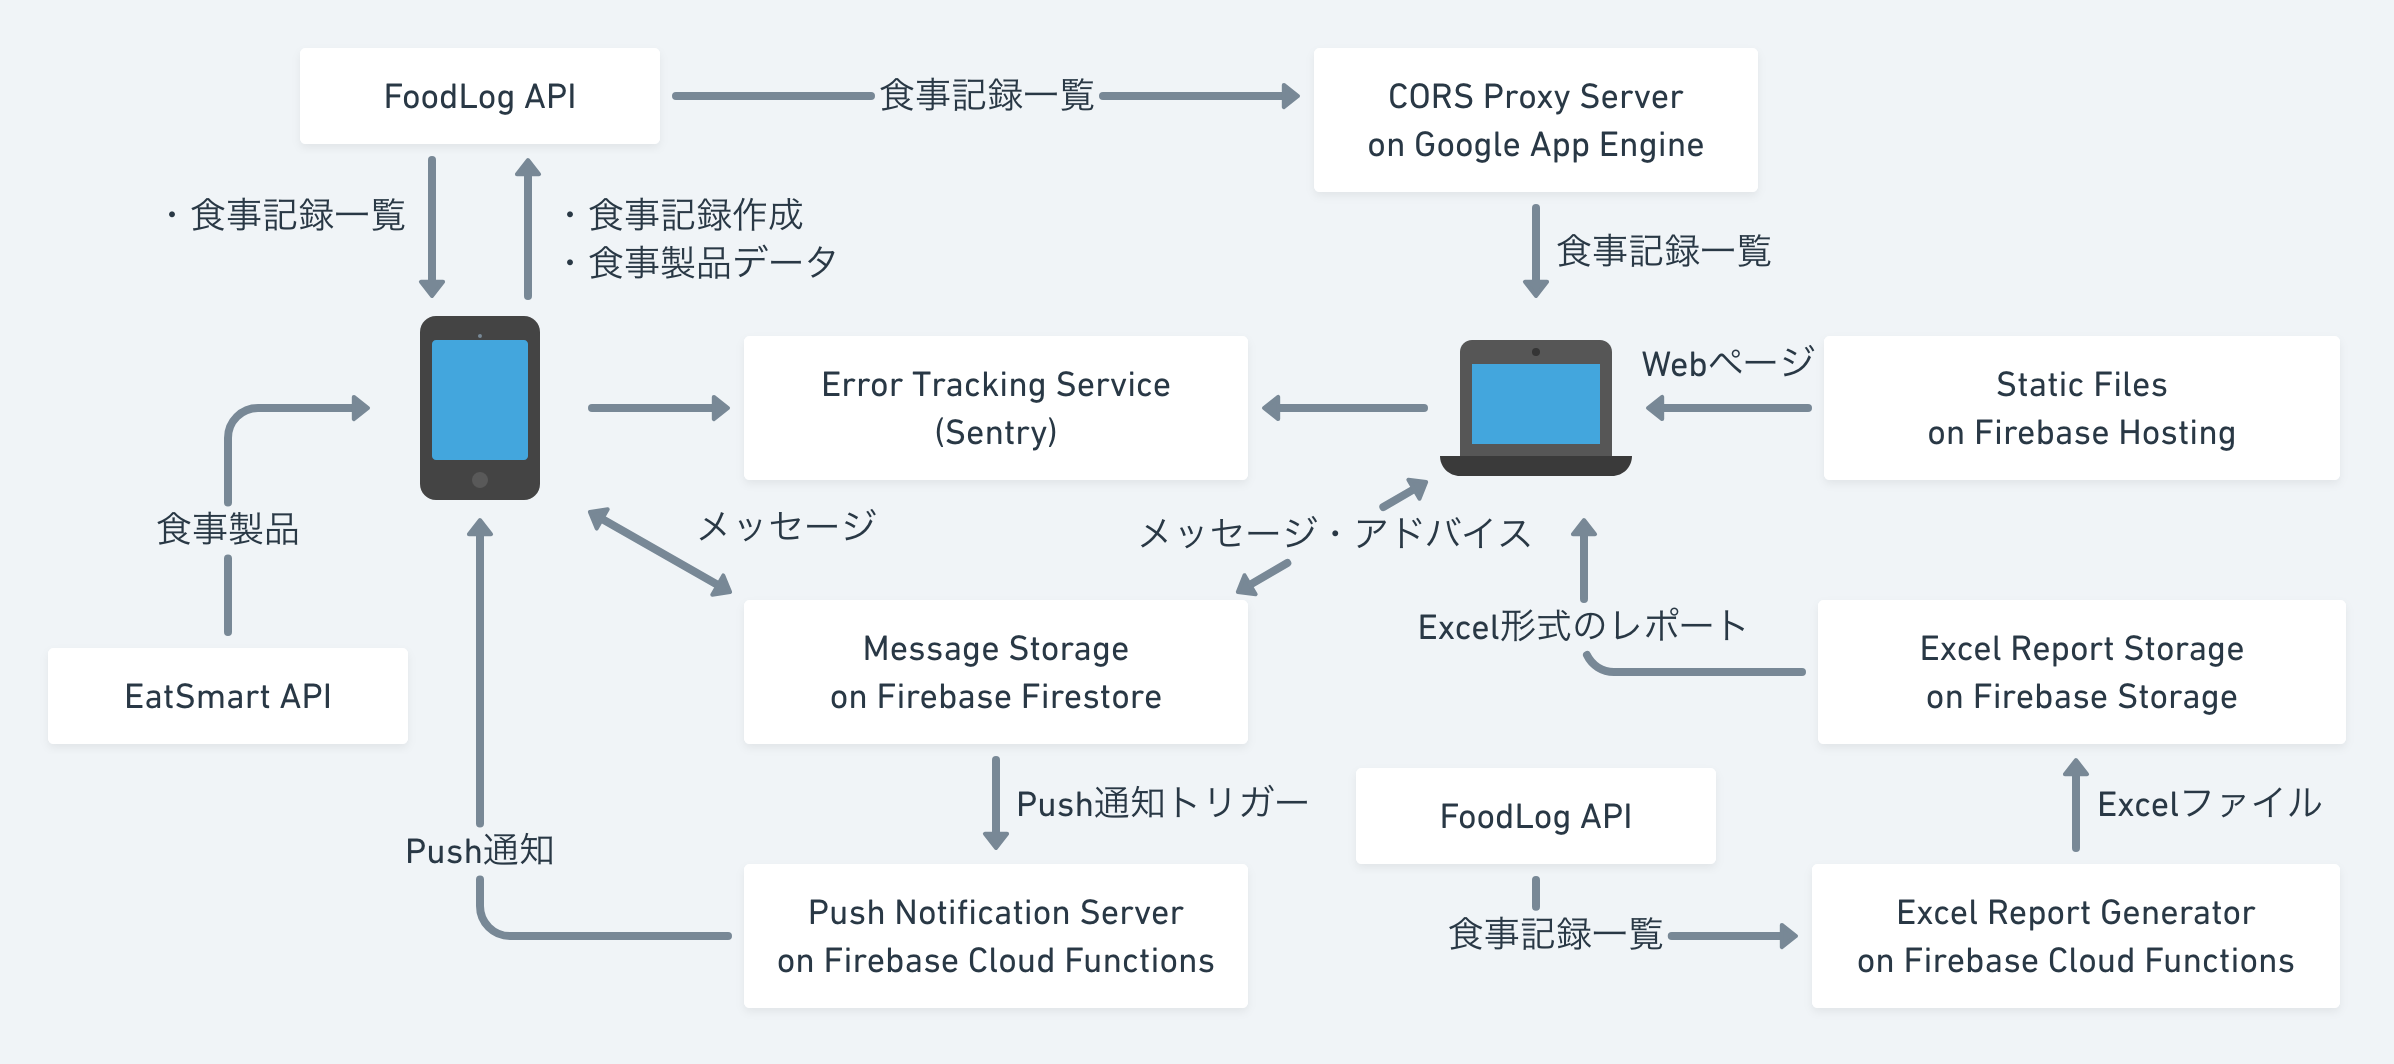 FoodLog API
食事記録一覧
CORS Proxy Server
on Google App Engine
・食事記録一覧
・食事記録作成
・食事製品データ
食事記録一覧
Error Tracking Service
(Sentry)
Webページ
Static Files
on Firebase Hosting
食事製品
メッセージ
メッセージ・アドバイス
EatSmart API
Message Storage
on Firebase Firestore
Excel形式のレポート
Excel Report Storage
on Firebase Storage
Push通知トリガー
FoodLog API
Excelファイル
Push通知
Push Notification Server
on Firebase Cloud Functions
食事記録一覧
Excel Report Generator
on Firebase Cloud Functions